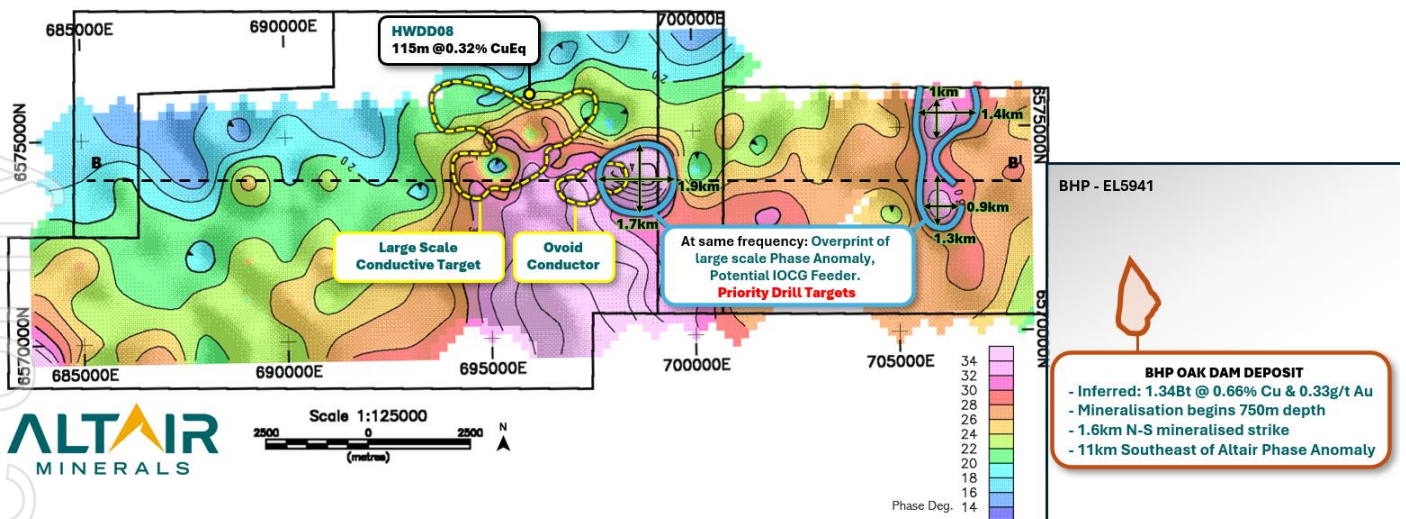 685000E
690000E
700000E
HWDD08
115m @0.32% CuEq
6575000N
6575000N
B
B'
20
20
1km
1.4km
1.9km
1.7km
0.9km
1.3km
BHP - EL5941
Large Scale
Conductive Target
Ovoid
Conductor
At same frequency: Overprint of
large scale Phase Anomaly,
Potential IOCG Feeder.
Priority Drill Targets
6570000N
6570000N
685000E
690000E
695000E
700000E
705000E
BHP OAK DAM DEPOSIT
- Inferred: 1.34Bt @ 0.66% Cu & 0.33g/t Au
- Mineralisation begins 750m depth
- 1.6km N-S mineralised strike
- 11km Southeast of Altair Phase Anomaly
ALTAIR
MINERALS
Scale 1:125000
2500 0 2500
(metres)
N
34
32
30
28
26
24
22
20
18
16
Phase Deg. 14